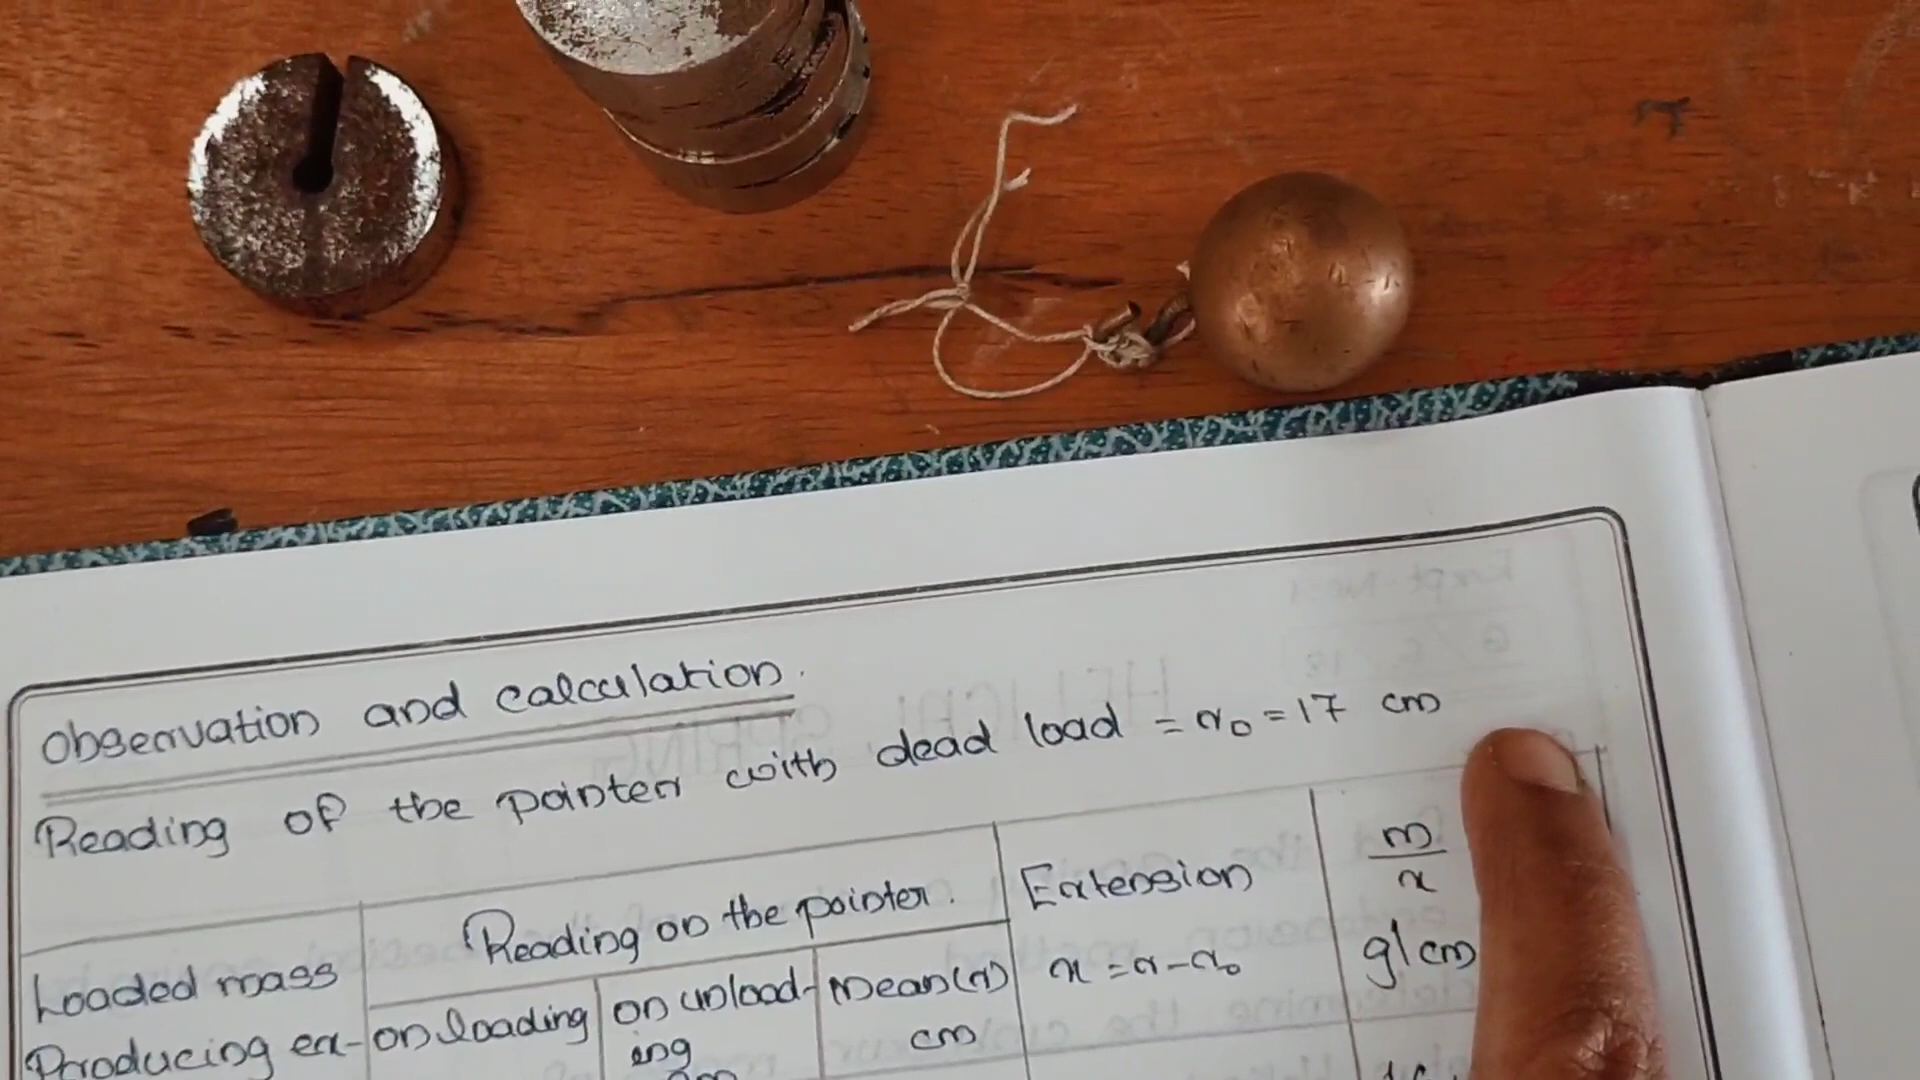 Observation and calculation.
Reading of the pointer with dead load = r₀ = 17 cm
Loaded mass
Producing ex-
Reading on the pointer.
on loading
on unload-
ing
Mean (r)
cm
Extension
x = r - r₀
m
x
g/cm